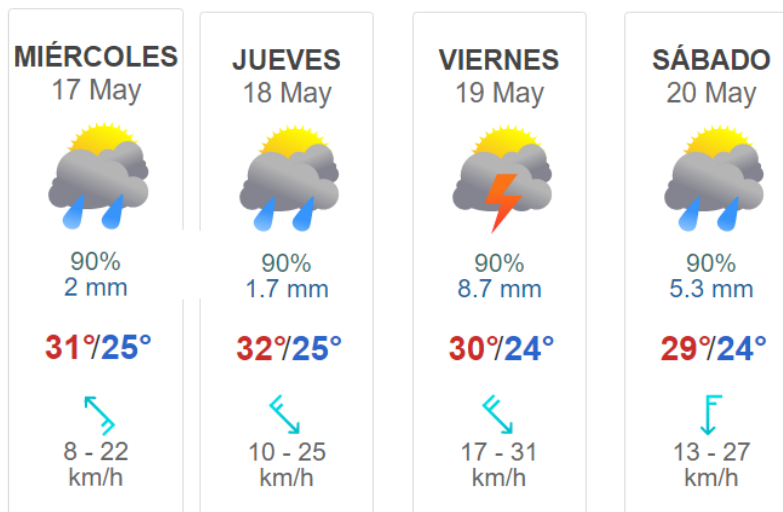 MIÉRCOLES
17 May
90%
2 mm
31°/25°
8 - 22
km/h
JUEVES
18 May
90%
1.7 mm
32°/25°
10 - 25
km/h
VIERNES
19 May
90%
8.7 mm
30°/24°
17 - 31
km/h
SÁBADO
20 May
90%
5.3 mm
29°/24°
13 - 27
km/h